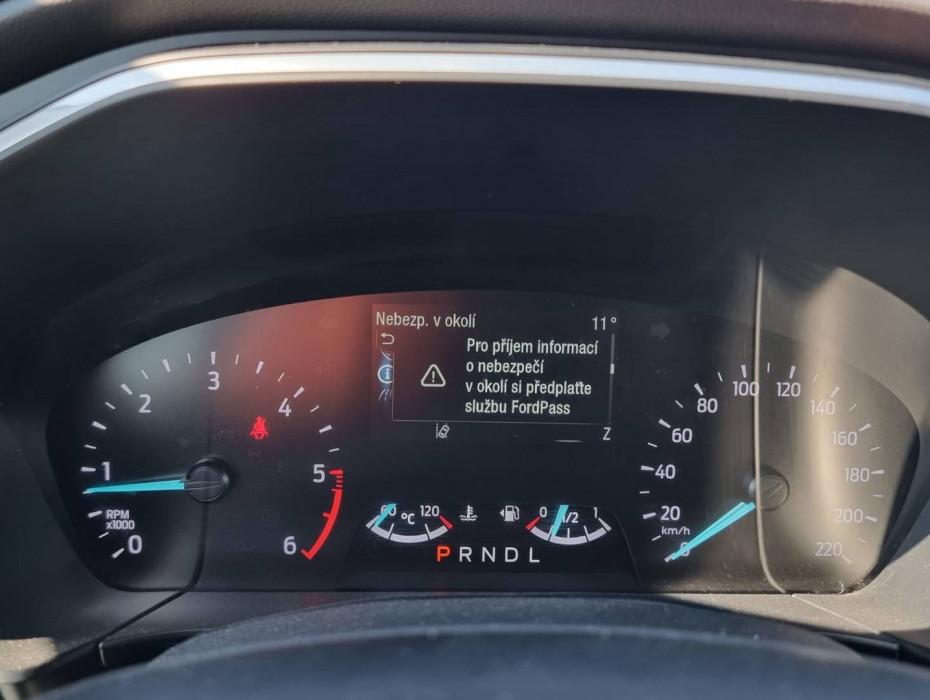 Nebezp. v okolí 11°
Pro příjem informací
o nebezpečí
v okolí si předplaťte
službu FordPass
Z
0
1
2
3
4
5
6
RPM
x1000
60 °C 120
0 1/2 1
P R N D L
0
20
40
60
80
100
120
140
160
180
200
220
km/h